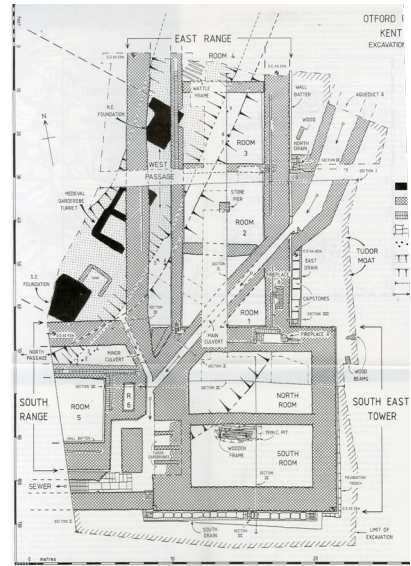 OTFORD
KENT
EXCAVATION
EAST RANGE
ROOM 4
WATTLE
FRAME
WALL
BATTER
AQUEDUCT 'A'
N.E.
FOUNDATION
WOOD
NORTH
DRAIN
N
ROOM
3
WEST
PASSAGE
STONE
PIER
MEDIEVAL
GARDEROBE
TURRET
ROOM
2
EAST
DRAIN
TUDOR
MOAT
S.E.
FOUNDATION
CAPSTONES
FIREPLACE
ROOM
1
MAIN
CULVERT
FIREPLACE A
NORTH
PASSAGE
MINOR
CULVERT
WOOD
BEAMS
SOUTH
RANGE
ROOM
5
R.
6
NORTH
ROOM
SOUTH EAST
TOWER
WALL BATTER
19th C. PIT
WOODEN
FRAME
SOUTH
ROOM
TUDOR
GARDEROBES
SEWER
FOUNDATION
TRENCH
SOUTH
DRAIN
LIMIT OF
EXCAVATION
0 metres 10 20